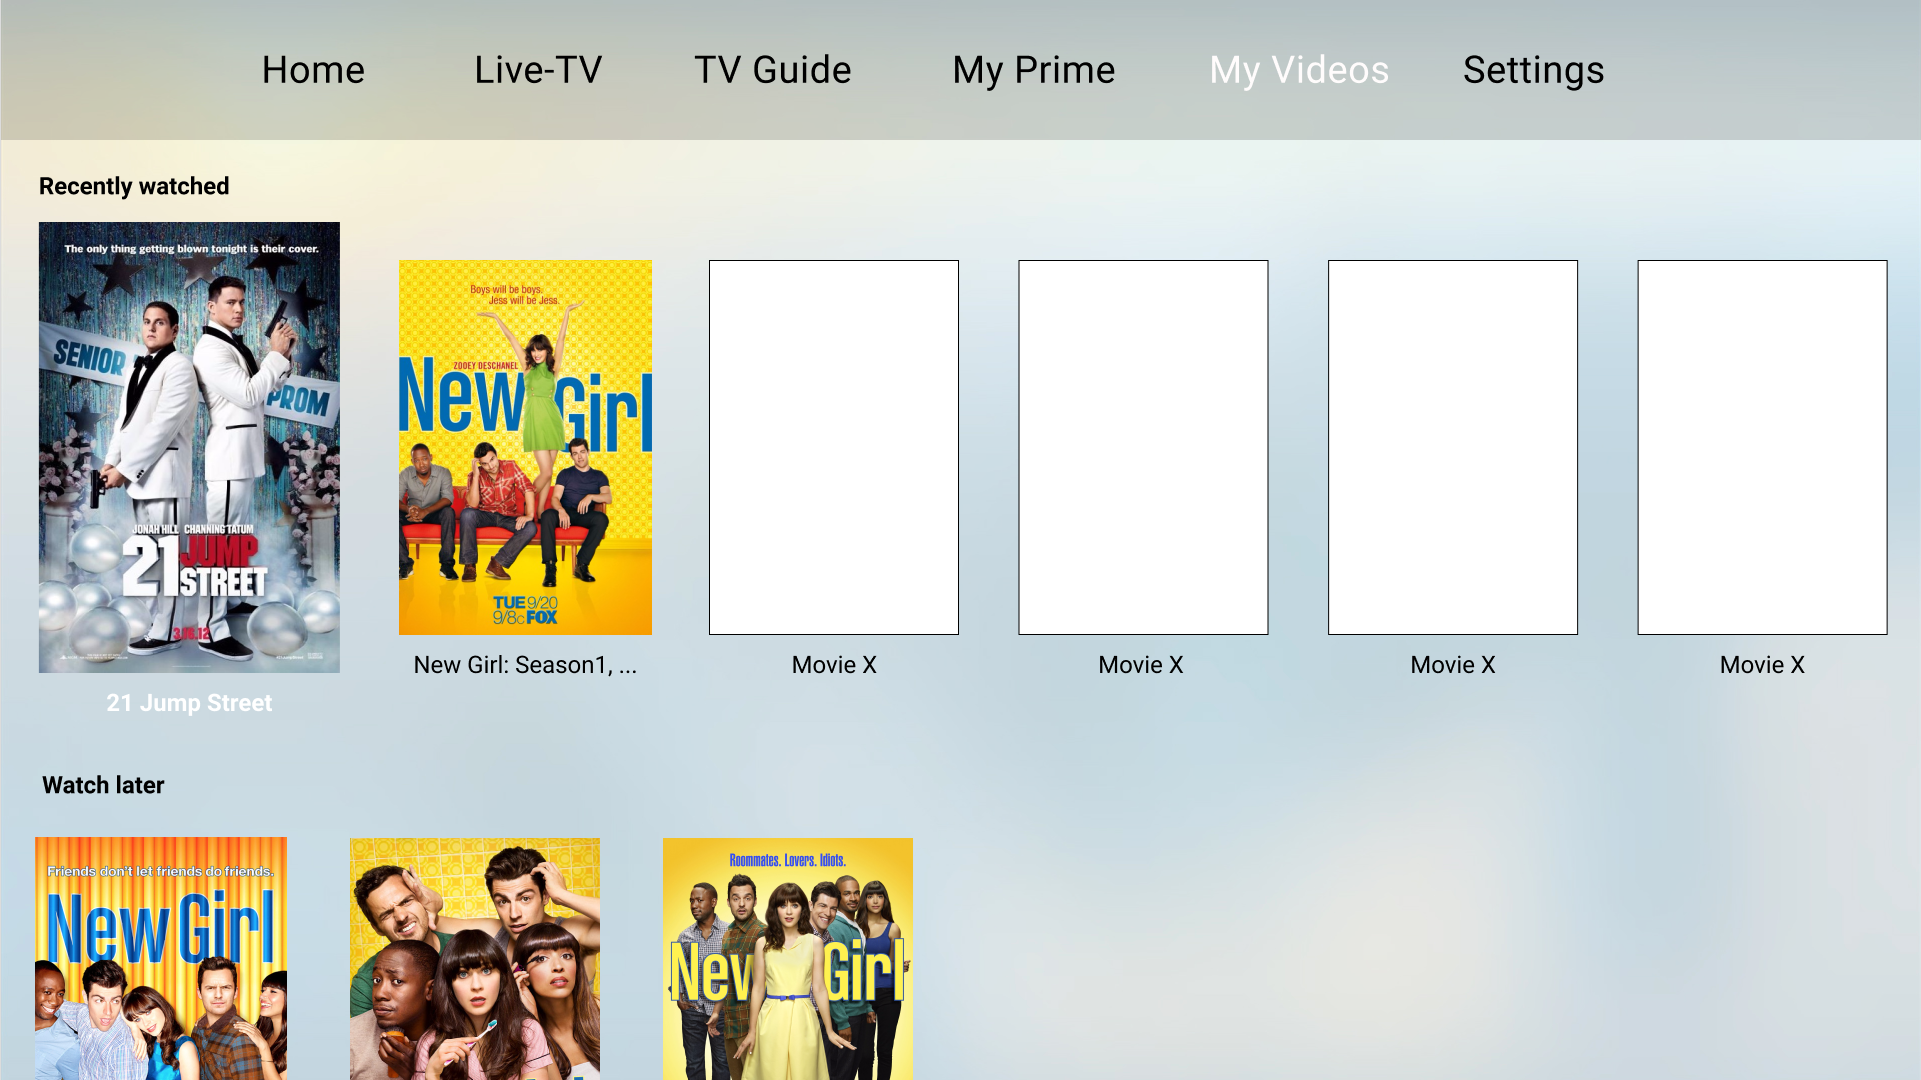 Home Live-TV TV Guide My Prime My Videos Settings
Recently watched
The only thing getting blown tonight is their cover.
SENIOR
PROM
JONAH HILL CHANNING TATUM
21 JUMP
STREET
21 Jump Street
Boys will be boys.
Jess will be Jess.
ZOOEY DESCHANEL
New Girl
TUE 9/20
9/8c FOX
New Girl: Season1, ...
Movie X
Movie X
Movie X
Movie X
Watch later
Friends don't let friends do friends.
New Girl
Roommates. Lovers. Idiots.
New Girl